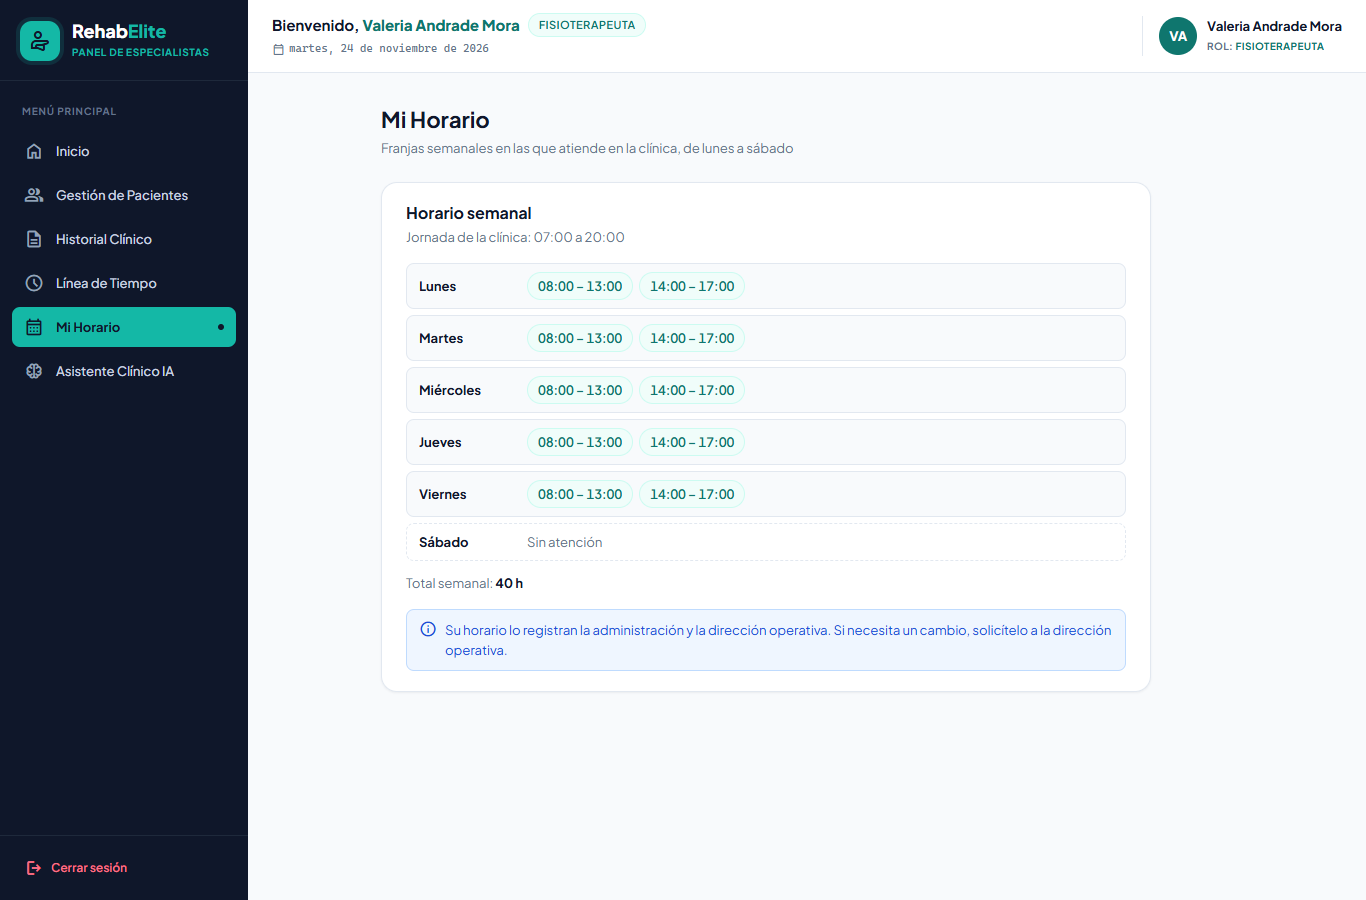 RehabElite
PANEL DE ESPECIALISTAS
MENÚ PRINCIPAL
Inicio
Gestión de Pacientes
Historial Clínico
Línea de Tiempo
Mi Horario
Asistente Clínico IA
Cerrar sesión
Bienvenido, Valeria Andrade Mora FISIOTERAPEUTA
martes, 24 de noviembre de 2026
VA
Valeria Andrade Mora
ROL: FISIOTERAPEUTA
Mi Horario
Franjas semanales en las que atiende en la clínica, de lunes a sábado
Horario semanal
Jornada de la clínica: 07:00 a 20:00
Lunes 08:00 – 13:00 14:00 – 17:00
Martes 08:00 – 13:00 14:00 – 17:00
Miércoles 08:00 – 13:00 14:00 – 17:00
Jueves 08:00 – 13:00 14:00 – 17:00
Viernes 08:00 – 13:00 14:00 – 17:00
Sábado Sin atención
Total semanal: 40 h
Su horario lo registran la administración y la dirección operativa. Si necesita un cambio, solicítelo a la dirección
operativa.